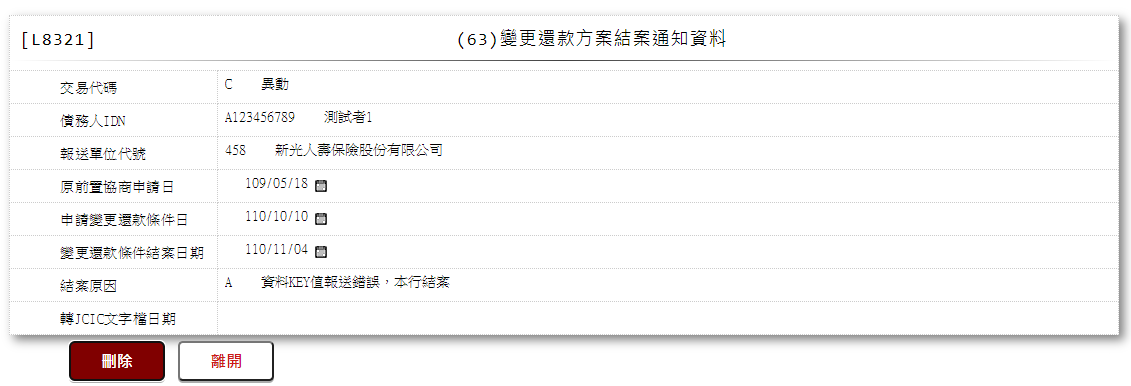 [L8321] (63)變更還款方案結案通知資料
交易代碼 C 異動
債務人IDN A123456789 測試者1
報送單位代號 458 新光人壽保險股份有限公司
原前置協商申請日 109/05/18
申請變更還款條件日 110/10/10
變更還款條件結案日期 110/11/04
結案原因 A 資料KEY值報送錯誤，本行結案
轉JCIC文字檔日期
刪除 離開